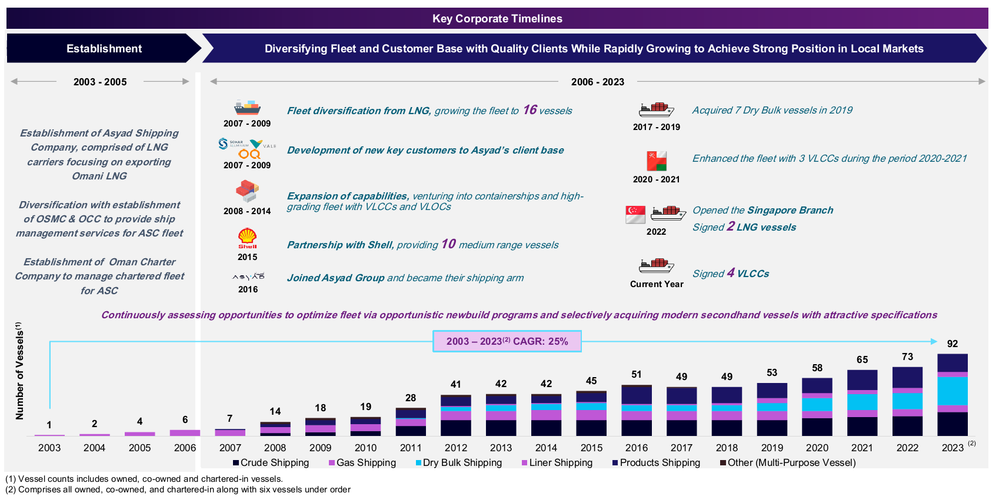 Key Corporate Timelines
Establishment
Diversifying Fleet and Customer Base with Quality Clients While Rapidly Growing to Achieve Strong Position in Local Markets
2003 - 2005
2006 - 2023
Establishment of Asyad Shipping
Company, comprised of LNG
carriers focusing on exporting
Omani LNG
Diversification with establishment
of OSMC & OCC to provide ship
management services for ASC fleet
Establishment of Oman Charter
Company to manage chartered fleet
for ASC
2007 - 2009
Fleet diversification from LNG, growing the fleet to 16 vessels
SOHAR
ALUMINIUM
VALE
OQ
2007 - 2009
Development of new key customers to Asyad's client base
2008 - 2014
Expansion of capabilities, venturing into containerships and high-
grading fleet with VLCCs and VLOCs
Shell
2015
Partnership with Shell, providing 10 medium range vessels
ASYAD
2016
Joined Asyad Group and became their shipping arm
2017 - 2019
Acquired 7 Dry Bulk vessels in 2019
2020 - 2021
Enhanced the fleet with 3 VLCCs during the period 2020-2021
2022
Opened the Singapore Branch
Signed 2 LNG vessels
Current Year
Signed 4 VLCCs
Continuously assessing opportunities to optimize fleet via opportunistic newbuild programs and selectively acquiring modern secondhand vessels with attractive specifications
Number of Vessels(1)
2003 – 2023(2) CAGR: 25%
1 2 4 6 7 14 18 19 28 41 42 42 45 51 49 49 53 58 65 73 92
2003 2004 2005 2006 2007 2008 2009 2010 2011 2012 2013 2014 2015 2016 2017 2018 2019 2020 2021 2022 2023 (2)
Crude Shipping Gas Shipping Dry Bulk Shipping Liner Shipping Products Shipping Other (Multi-Purpose Vessel)
(1) Vessel counts includes owned, co-owned and chartered-in vessels.
(2) Comprises all owned, co-owned, and chartered-in along with six vessels under order